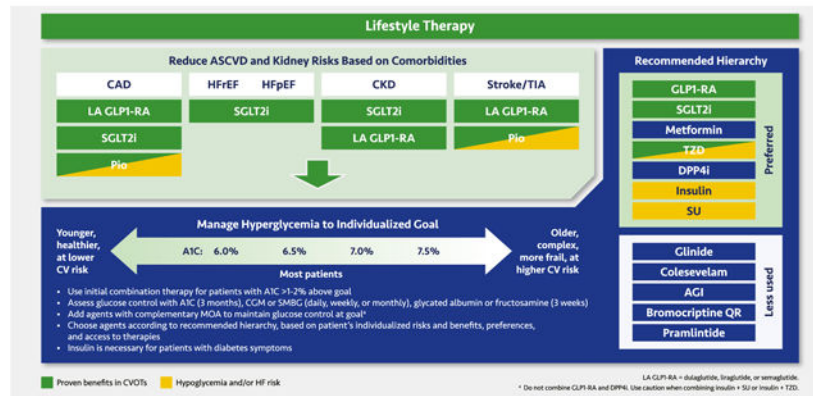 Lifestyle Therapy
Reduce ASCVD and Kidney Risks Based on Comorbidities
CAD
LA GLP1-RA
SGLT2i
Pio
HFrEF HFpEF
SGLT2i
CKD
SGLT2i
LA GLP1-RA
Stroke/TIA
LA GLP1-RA
Pio
Manage Hyperglycemia to Individualized Goal
Younger,
healthier,
at lower
CV risk
A1C: 6.0% 6.5% 7.0% 7.5%
Most patients
Older,
complex,
more frail, at
higher CV risk
• Use initial combination therapy for patients with A1C >1-2% above goal
• Assess glucose control with A1C (3 months), CGM or SMBG (daily, weekly, or monthly), glycated albumin or fructosamine (3 weeks)
• Add agents with complementary MOA to maintain glucose control at goalᵃ
• Choose agents according to recommended hierarchy, based on patient's individualized risks and benefits, preferences,
and access to therapies
• Insulin is necessary for patients with diabetes symptoms
Recommended Hierarchy
GLP1-RA
SGLT2i
Metformin
TZD
DPP4i
Insulin
SU
Preferred
Glinide
Colesevelam
AGI
Bromocriptine QR
Pramlintide
Less used
Proven benefits in CVOTs
Hypoglycemia and/or HF risk
LA GLP1-RA = dulaglutide, liraglutide, or semaglutide.
ᵃ Do not combine GLP1-RA and DPP4i. Use caution when combining insulin + SU or insulin + TZD.